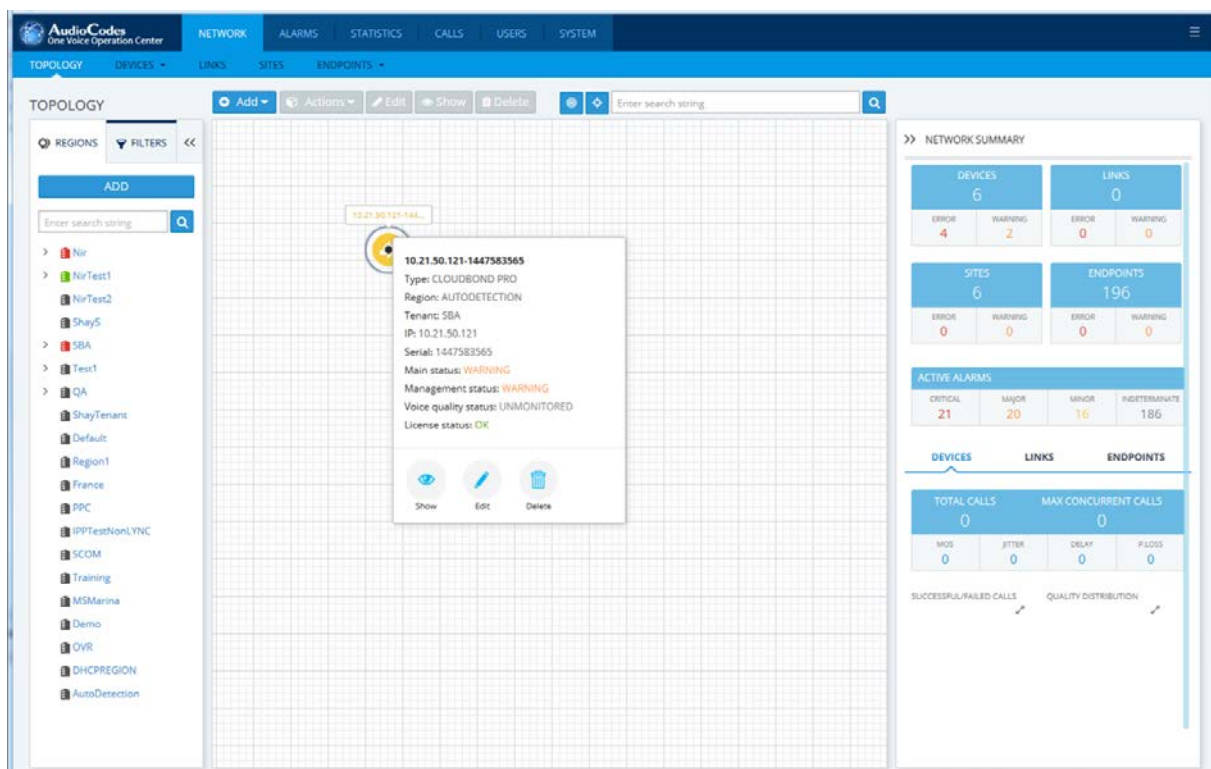 AudioCodes
One Voice Operation Center
NETWORK ALARMS STATISTICS CALLS USERS SYSTEM
TOPOLOGY DEVICES LINKS SITES ENDPOINTS
TOPOLOGY
Add Actions Edit Show Delete Enter search string
REGIONS FILTERS <<
ADD
Enter search string
Nir
NirTest1
NirTest2
ShayS
SBA
Test1
QA
ShayTenant
Default
Region1
France
PPC
IPPTestNonLYNC
SCOM
Training
MSMarina
Demo
OVR
DHCPREGION
AutoDetection
10.21.50.121-144...
10.21.50.121-1447583565
Type: CLOUDBOND PRO
Region: AUTODETECTION
Tenant: SBA
IP: 10.21.50.121
Serial: 1447583565
Main status: WARNING
Management status: WARNING
Voice quality status: UNMONITORED
License status: OK
Show Edit Delete
>> NETWORK SUMMARY
DEVICES LINKS
6 0
ERROR WARNING ERROR WARNING
4 2 0 0
SITES ENDPOINTS
6 196
ERROR WARNING ERROR WARNING
0 0 0 0
ACTIVE ALARMS
CRITICAL MAJOR MINOR INDETERMINATE
21 20 16 186
DEVICES LINKS ENDPOINTS
TOTAL CALLS MAX CONCURRENT CALLS
0 0
MOS JITTER DELAY P.LOSS
0 0 0 0
SUCCESSFUL/FAILED CALLS QUALITY DISTRIBUTION